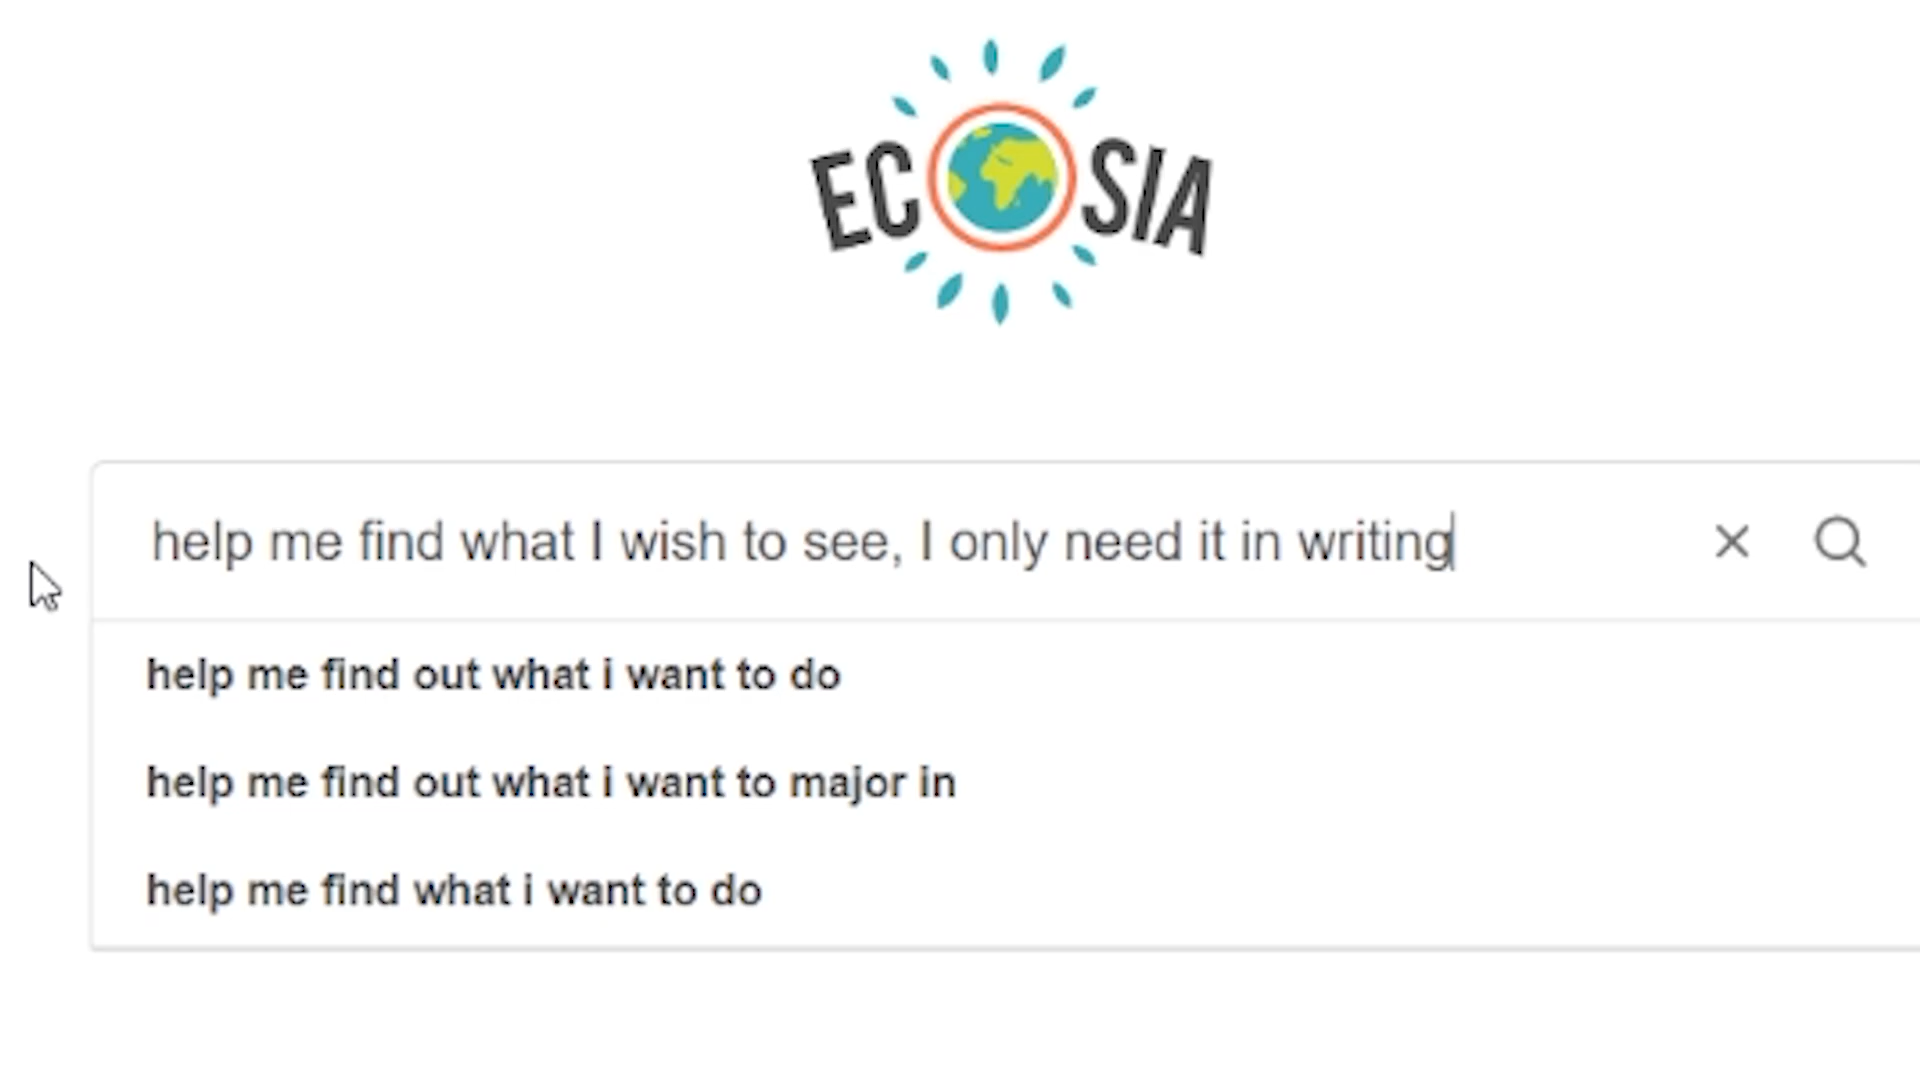 ECOSIA
help me find what I wish to see, I only need it in writing
help me find out what i want to do
help me find out what i want to major in
help me find what i want to do